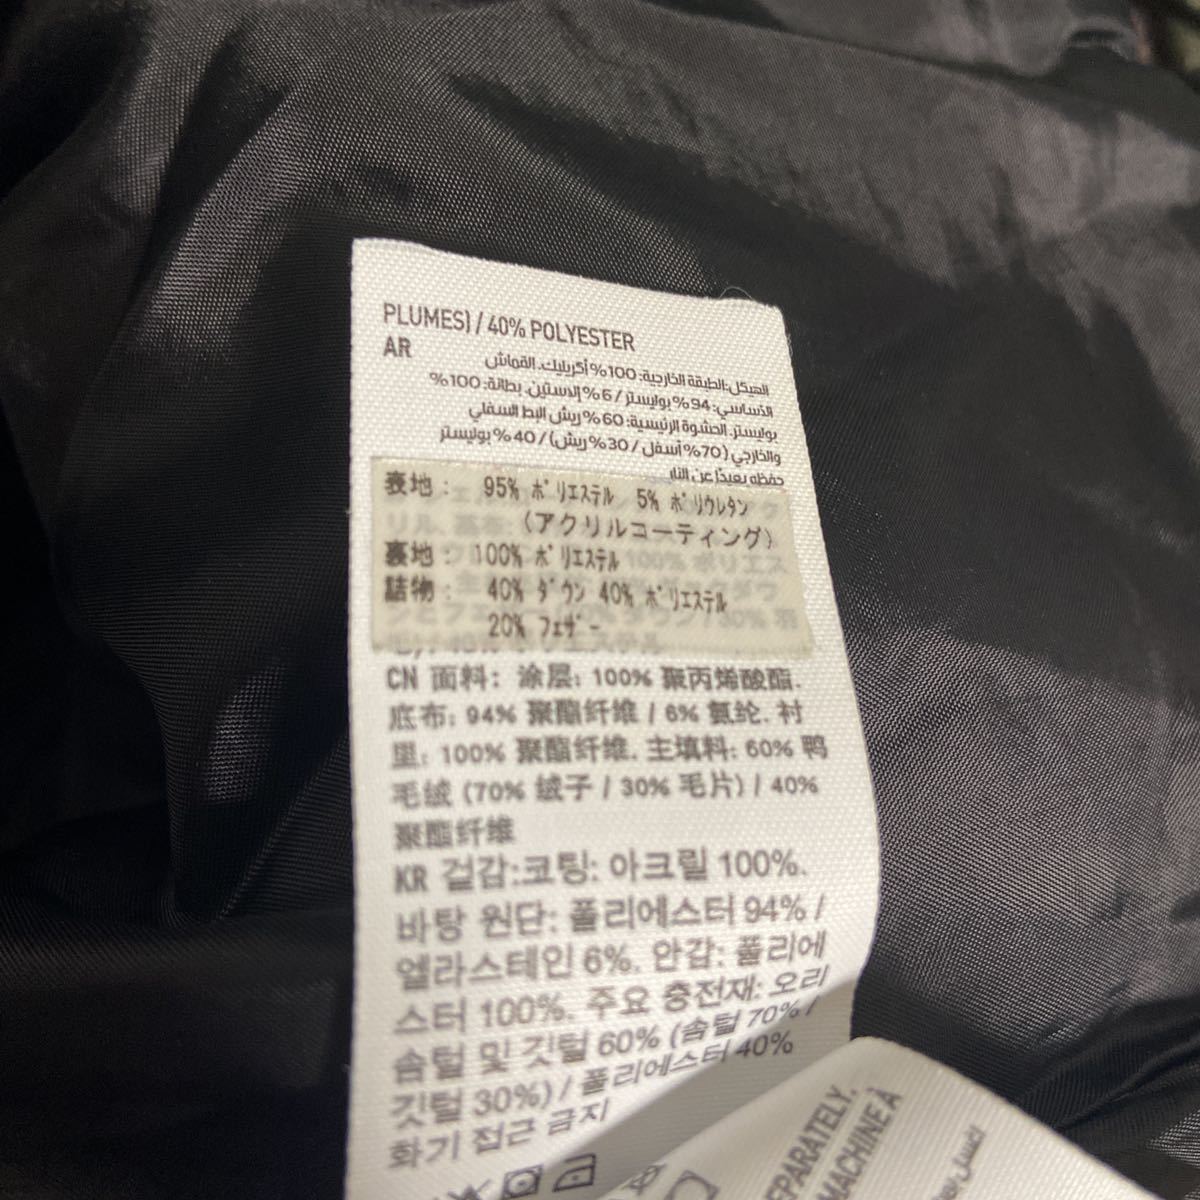 PLUMES) / 40% POLYESTER
AR
الهيكل:الطبقة الخارجية: 100% أكريليك. القماش
الأساسي: 94% بوليستر / 6% إلاستين. بطانة: 100%
بوليستر. الحشوة الرئيسية: 60% ريش البط السفلي
والخارجي (70% أسفل / 30% ريش) / 40% بوليستر
حفظه بعيدًا عن النار
表地: 95% ポリエステル 5% ポリウレタン
(アクリルコーティング)
裏地: 100% ポリエステル
詰物: 40% ダウン 40% ポリエステル
20% フェザー
CN 面料: 涂层: 100% 聚丙烯酸酯.
底布: 94% 聚酯纤维 / 6% 氨纶. 衬
里: 100% 聚酯纤维. 主填料: 60% 鸭
毛绒 (70% 绒子 / 30% 毛片) / 40%
聚酯纤维
KR 겉감:코팅: 아크릴 100%.
바탕 원단: 폴리에스터 94% /
엘라스테인 6%. 안감: 폴리에
스터 100%. 주요 충전재: 오리
솜털 및 깃털 60% (솜털 70% /
깃털 30%) / 폴리에스터 40%
화기 접근 금지
EPARATELY.
MACHINE À